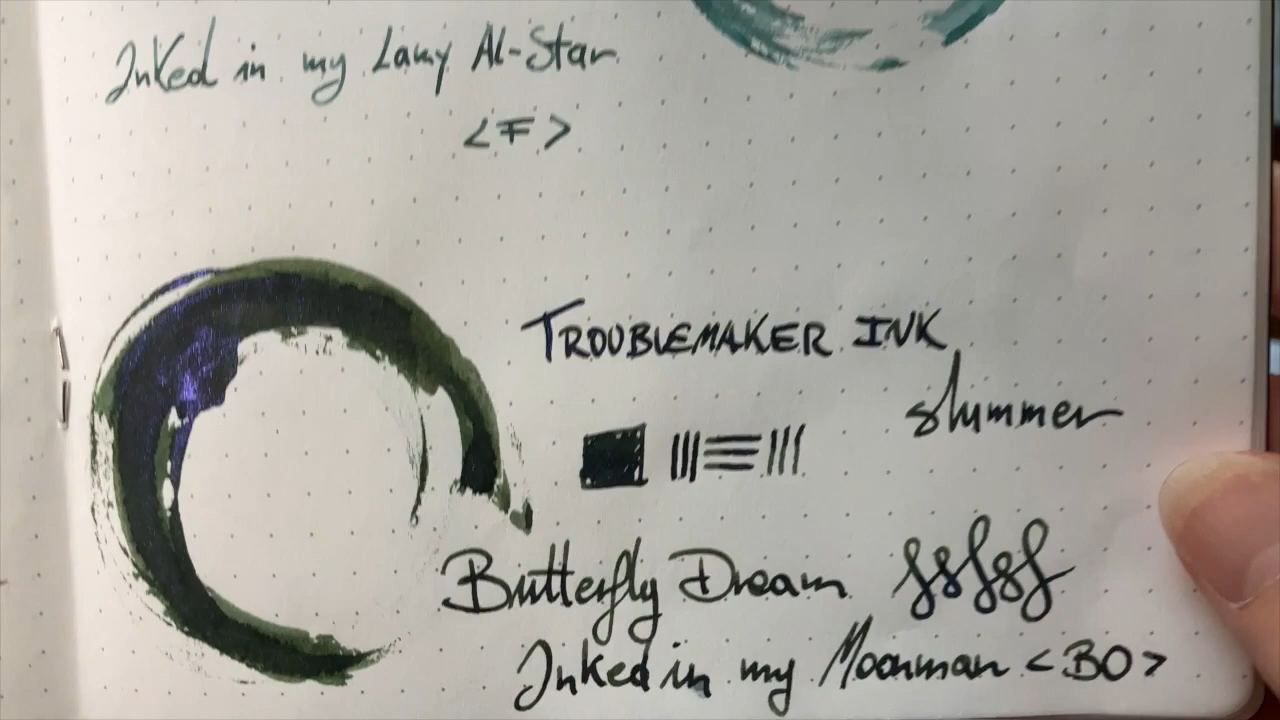 Inked in my Lamy Al-Star
<F>
TROUBLEMAKER INK
shimmer
Butterfly Dream
Inked in my Moonman <BO>